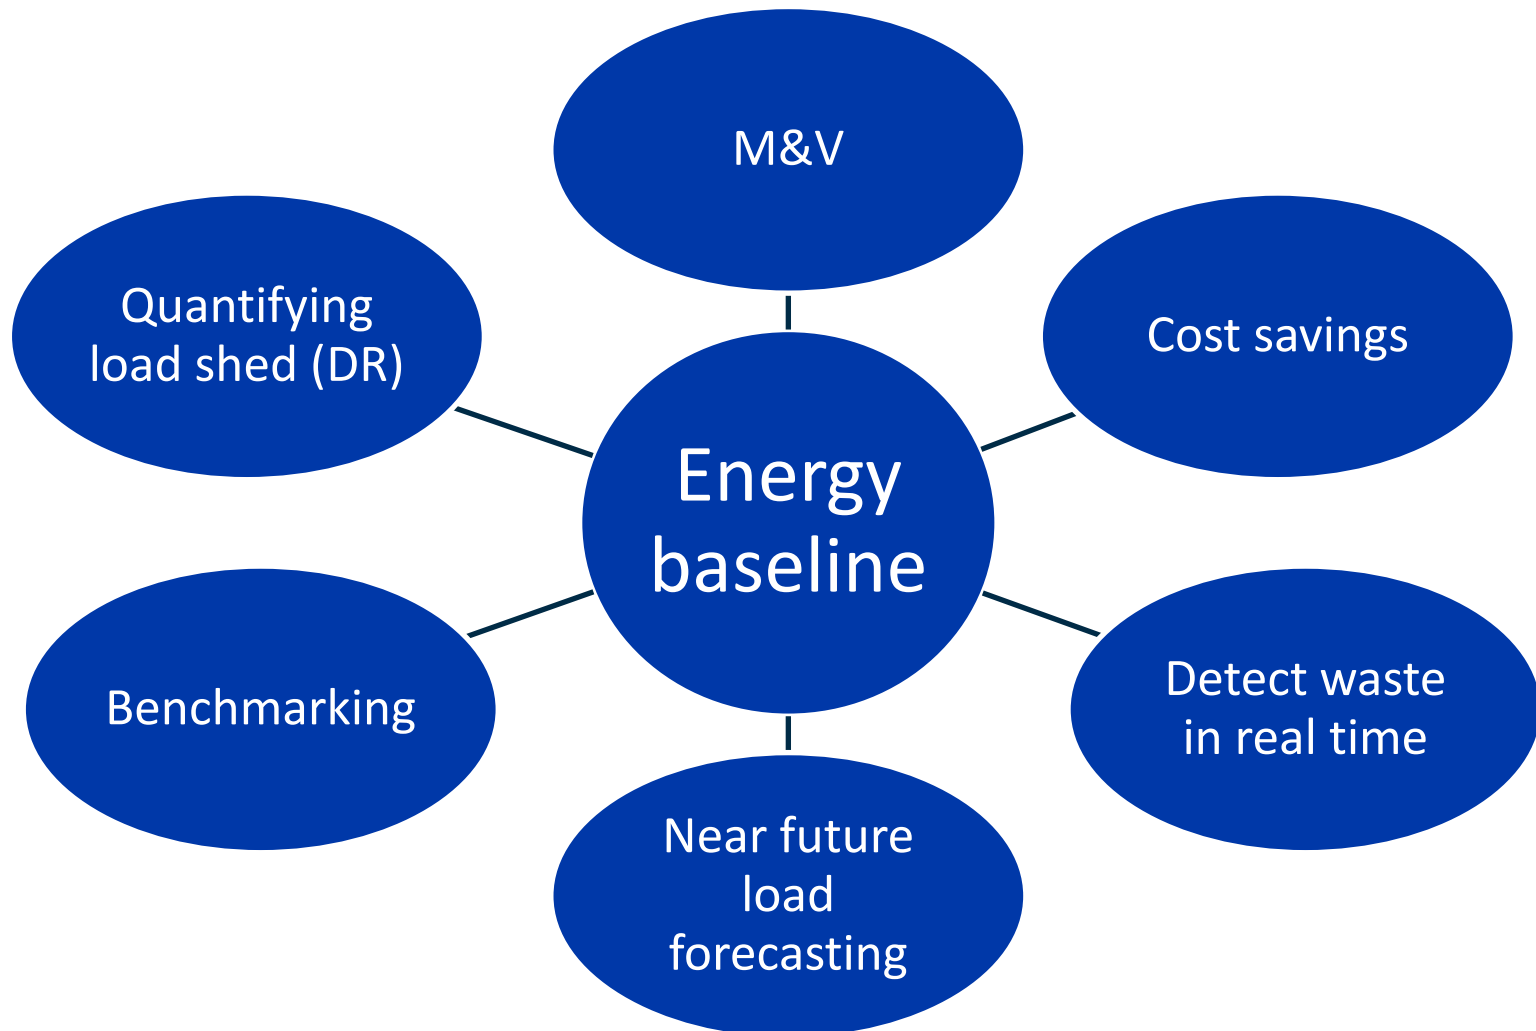 M&V
Quantifying
load shed (DR)
Cost savings
Energy
baseline
Benchmarking
Detect waste
in real time
Near future
load
forecasting